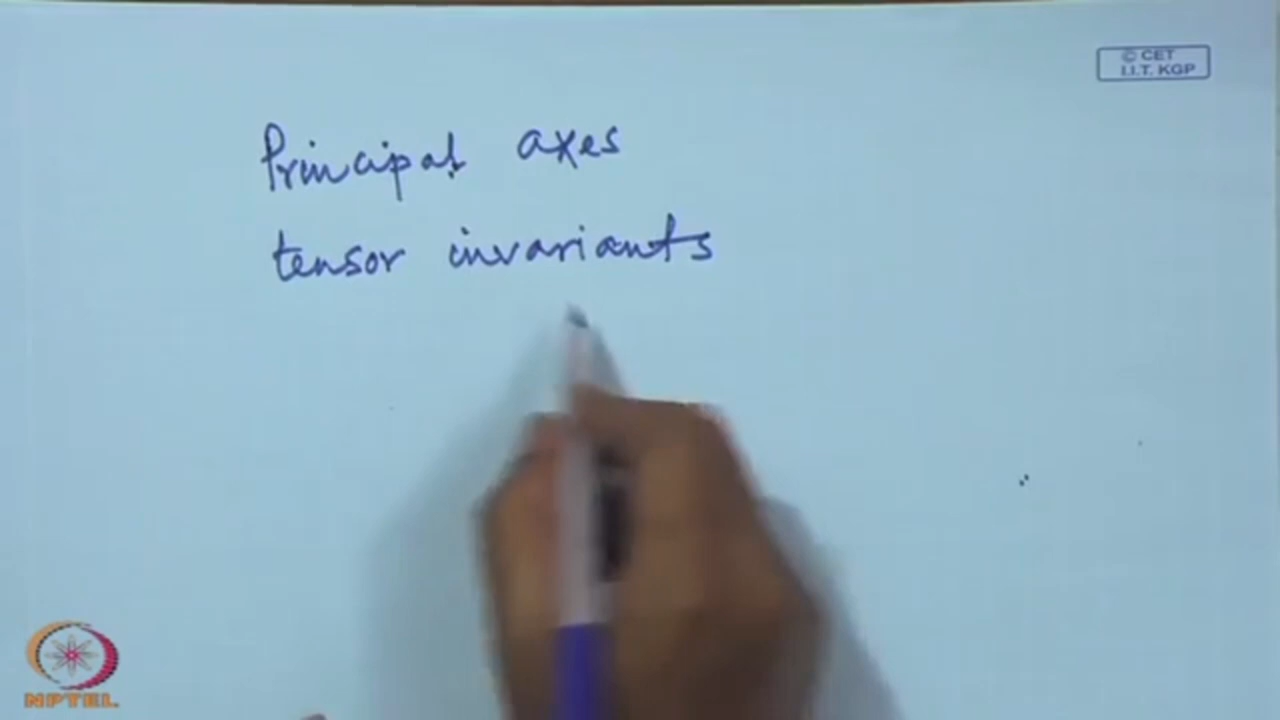 © CET
I.I.T. KGP
Principal axes
tensor invariants
NPTEL